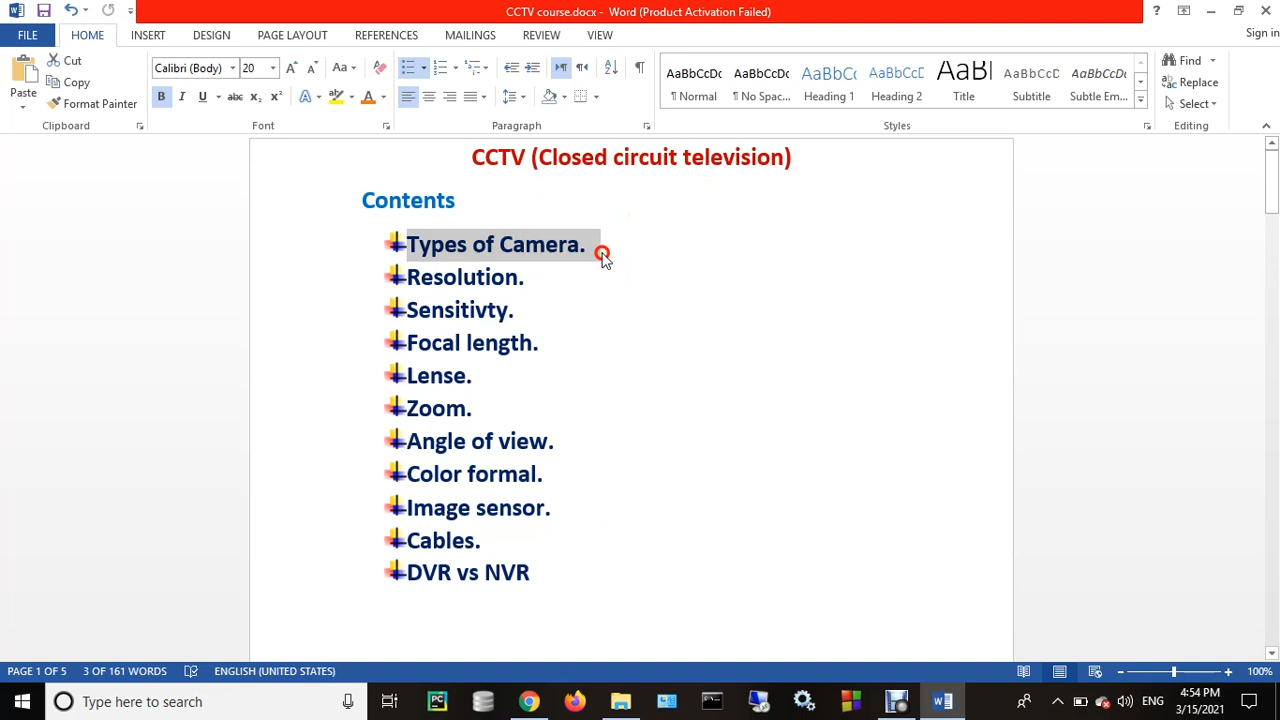 CCTV course.docx - Word (Product Activation Failed)
FILE HOME INSERT DESIGN PAGE LAYOUT REFERENCES MAILINGS REVIEW VIEW Sign in
Paste
Cut
Copy
Format Painter
Clipboard
Calibri (Body) 20
Font
Paragraph
AaBbCcDc AaBbCcDc AaBbC AaBbCcD AaB AaBbCcD AaBbCcD
¶ Normal ¶ No Spac... Heading 1 Heading 2 Title Subtitle Subtle Em...
Styles
Find
Replace
Select
Editing
CCTV (Closed circuit television)
Contents
Types of Camera.
Resolution.
Sensitivty.
Focal length.
Lense.
Zoom.
Angle of view.
Color formal.
Image sensor.
Cables.
DVR vs NVR
PAGE 1 OF 5 3 OF 161 WORDS ENGLISH (UNITED STATES) 100%
Type here to search
ENG
4:54 PM
3/15/2021